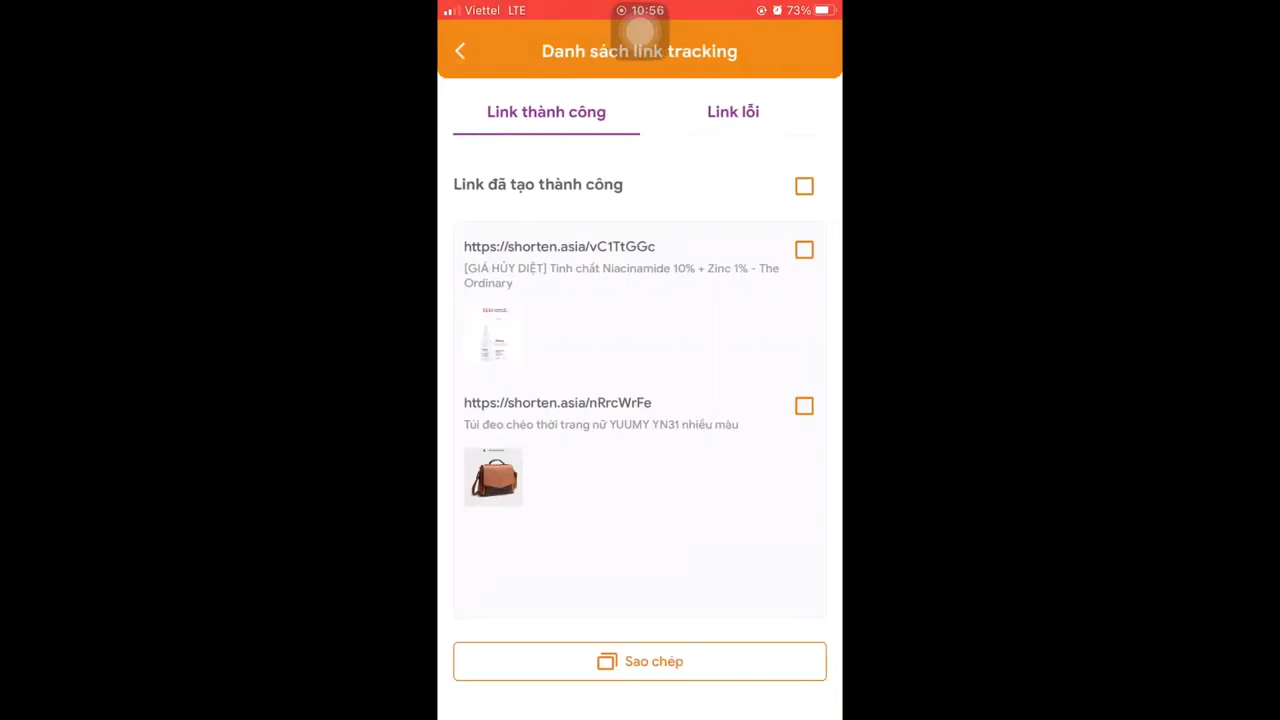 Viettel LTE 10:56 73%
Danh sách link tracking
Link thành công Link lỗi
Link đã tạo thành công
https://shorten.asia/vC1TtGGc
[GIÁ HỦY DIỆT] Tinh chất Niacinamide 10% + Zinc 1% - The
Ordinary
https://shorten.asia/nRrcWrFe
Túi đeo chéo thời trang nữ YUUMY YN31 nhiều màu
Sao chép